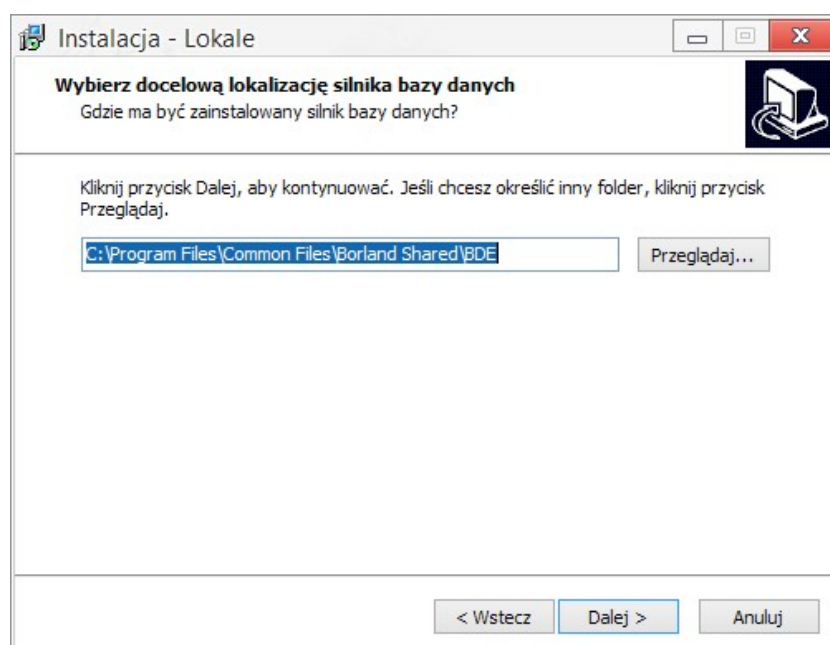 Instalacja - Lokale
Wybierz docelową lokalizację silnika bazy danych
Gdzie ma być zainstalowany silnik bazy danych?
Kliknij przycisk Dalej, aby kontynuować. Jeśli chcesz określić inny folder, kliknij przycisk
Przeglądaj.
C:\Program Files\Common Files\Borland Shared\BDE
Przeglądaj...
< Wstecz
Dalej >
Anuluj